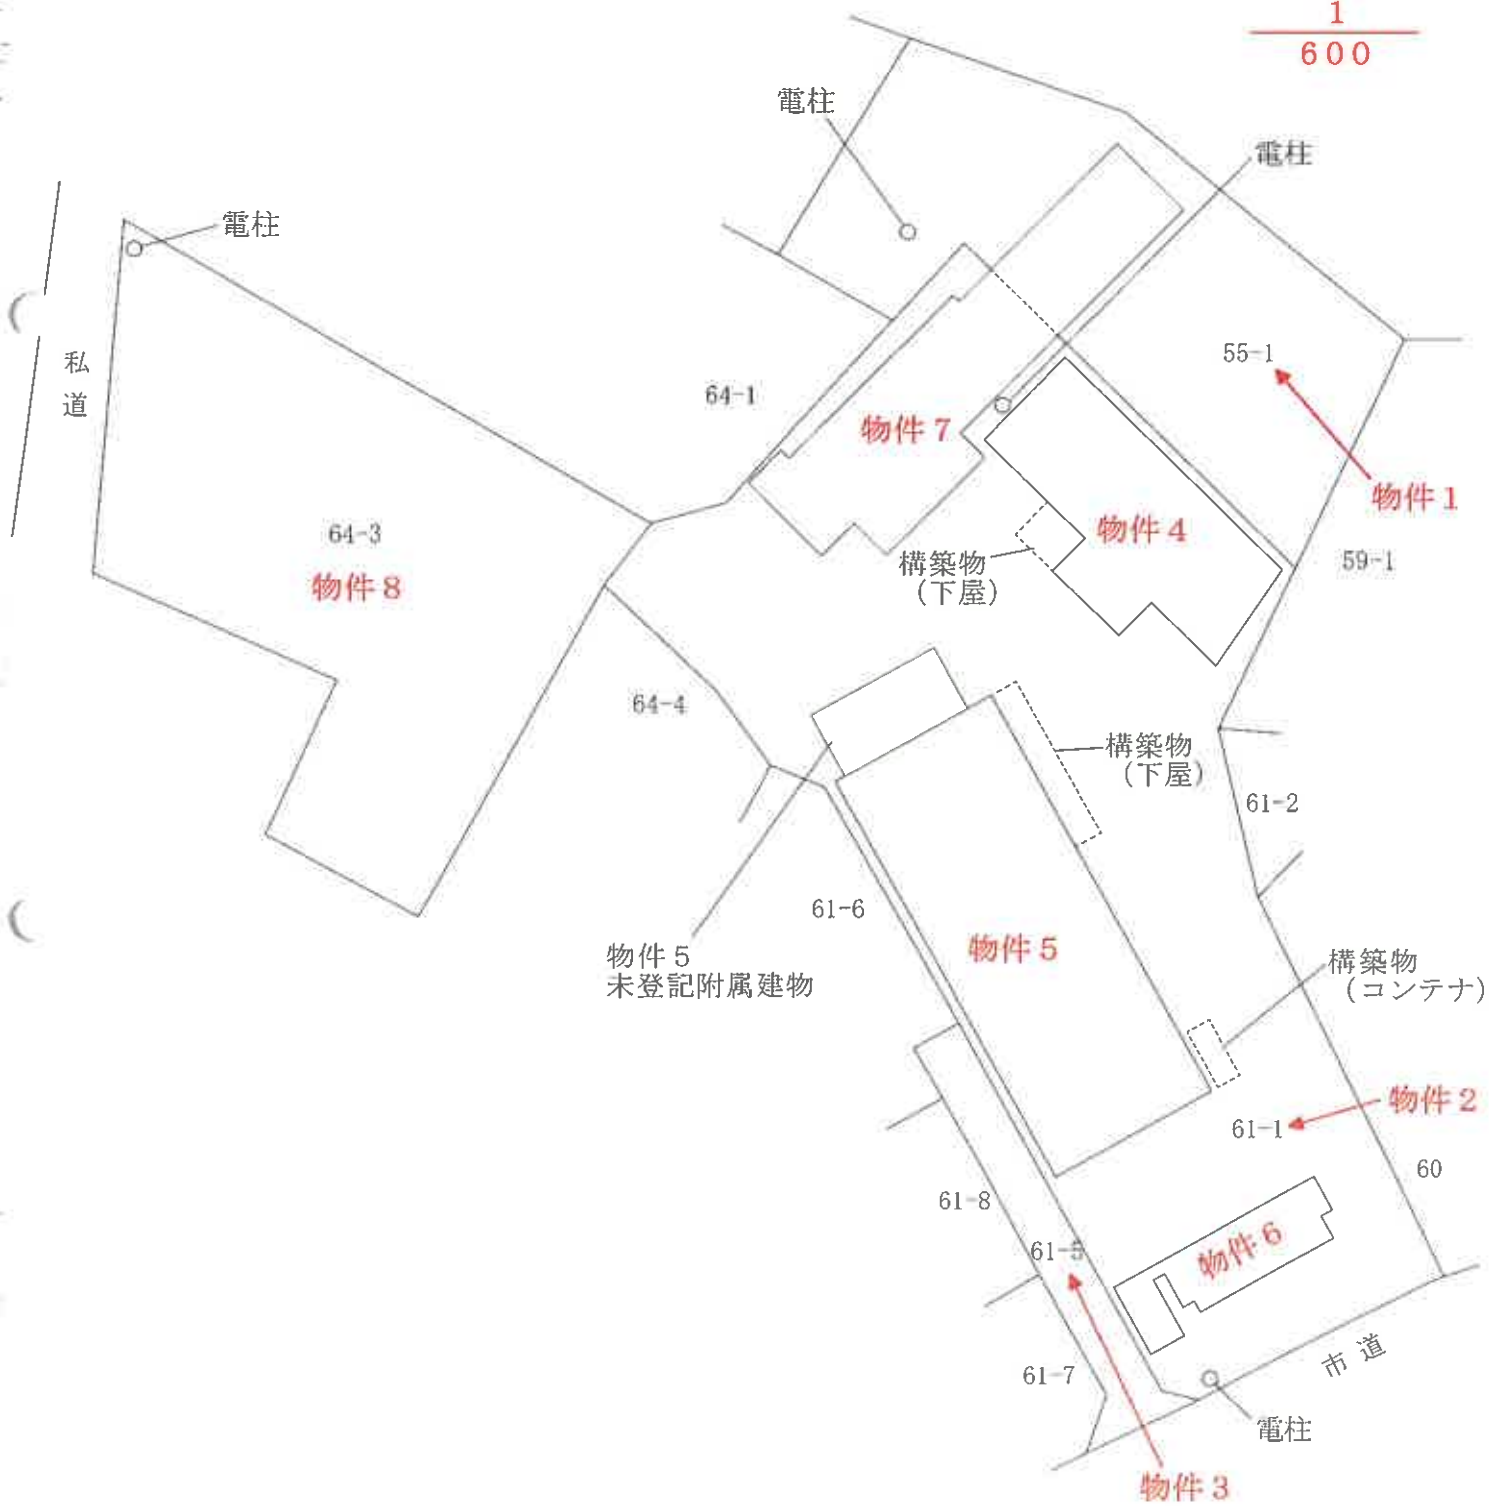 1
600
電柱
電柱
電柱
私
道
55-1
64-1
物件7
物件1
物件4
64-3
物件8
構築物
(下屋)
59-1
64-4
構築物
(下屋)
61-2
61-6
物件5
物件5
未登記附属建物
構築物
(コンテナ)
物件2
61-1
60
61-8
61-5
物件6
市道
61-7
電柱
物件3